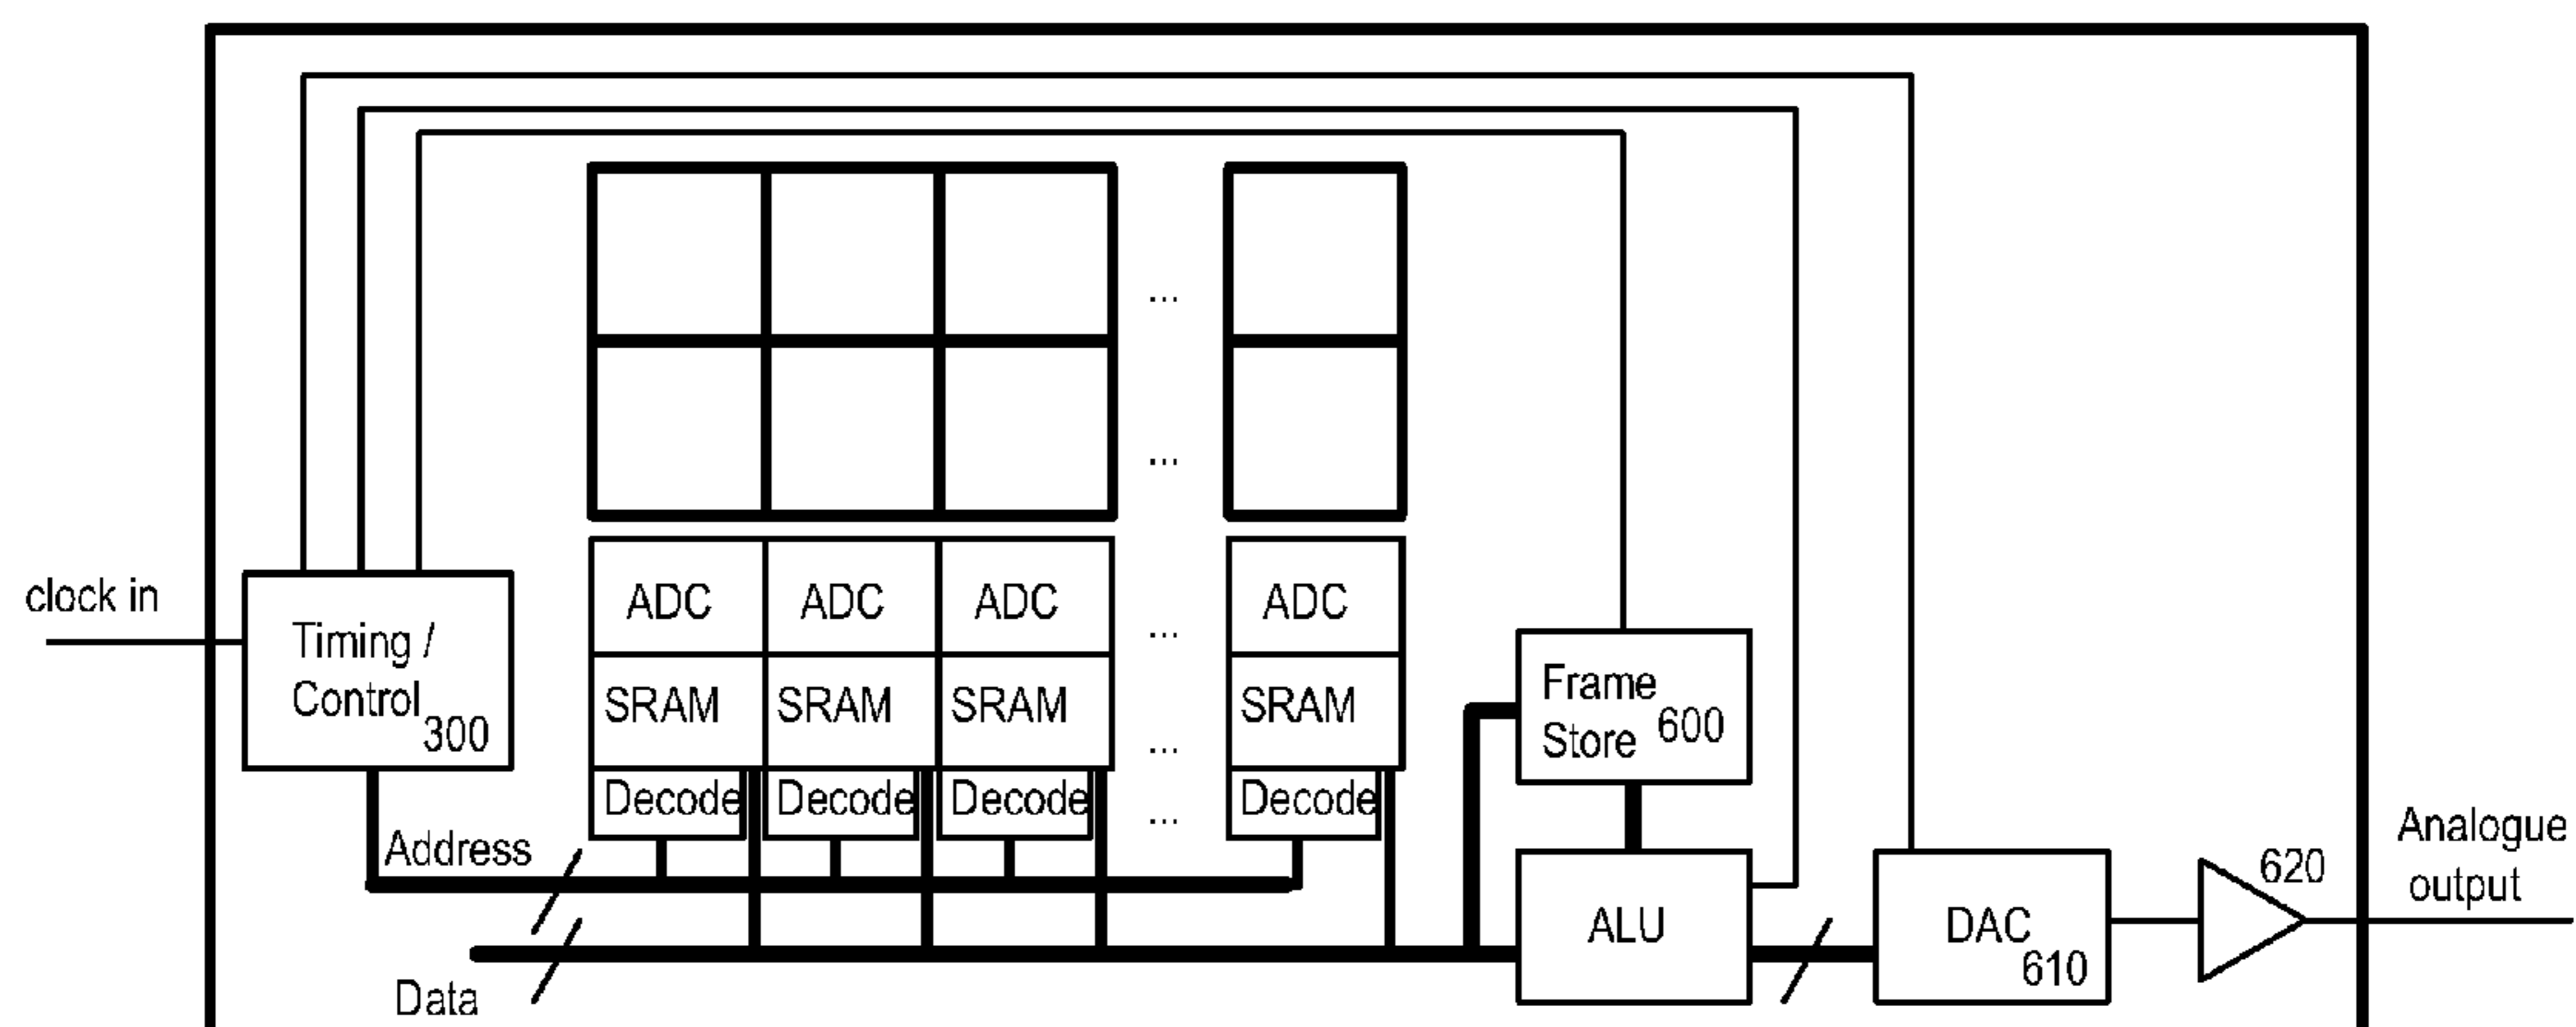 clock in
Timing /
Control
300
...
...
ADC
ADC
ADC
...
ADC
SRAM
SRAM
SRAM
...
SRAM
Decode
Decode
Decode
...
Decode
Address
Data
Frame
Store 600
ALU
DAC
610
620
Analogue
output